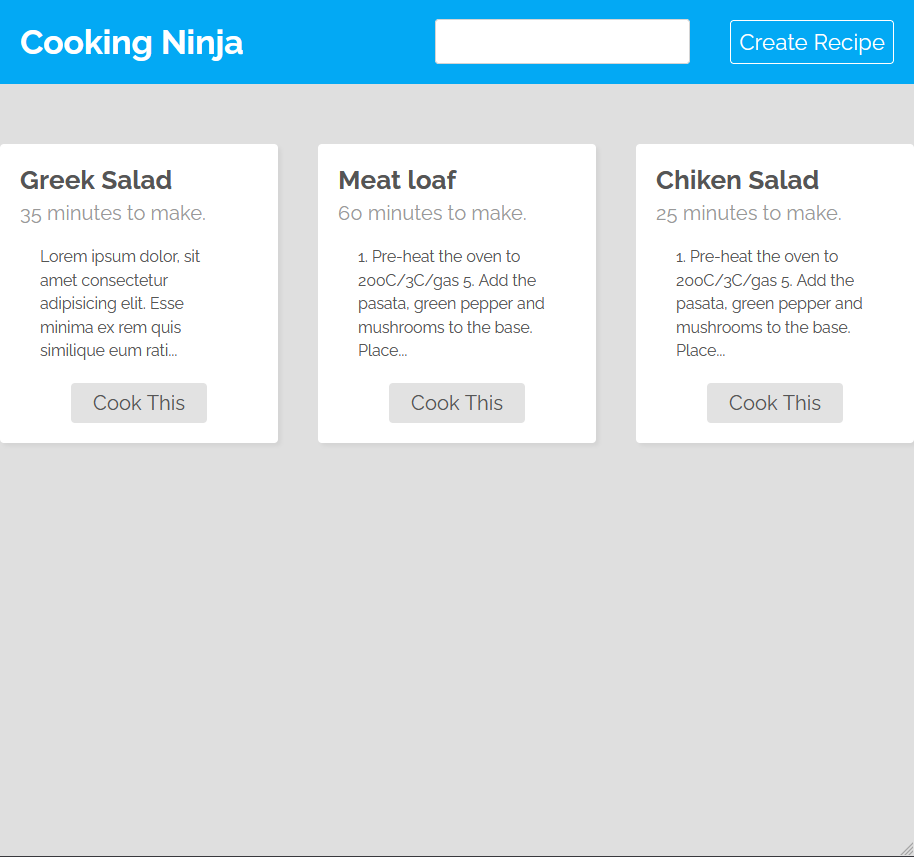 Cooking Ninja
Create Recipe
Greek Salad
35 minutes to make.
Lorem ipsum dolor, sit
amet consectetur
adipisicing elit. Esse
minima ex rem quis
similique eum rati...
Cook This
Meat loaf
60 minutes to make.
1. Pre-heat the oven to
200C/3C/gas 5. Add the
pasata, green pepper and
mushrooms to the base.
Place...
Cook This
Chiken Salad
25 minutes to make.
1. Pre-heat the oven to
200C/3C/gas 5. Add the
pasata, green pepper and
mushrooms to the base.
Place...
Cook This